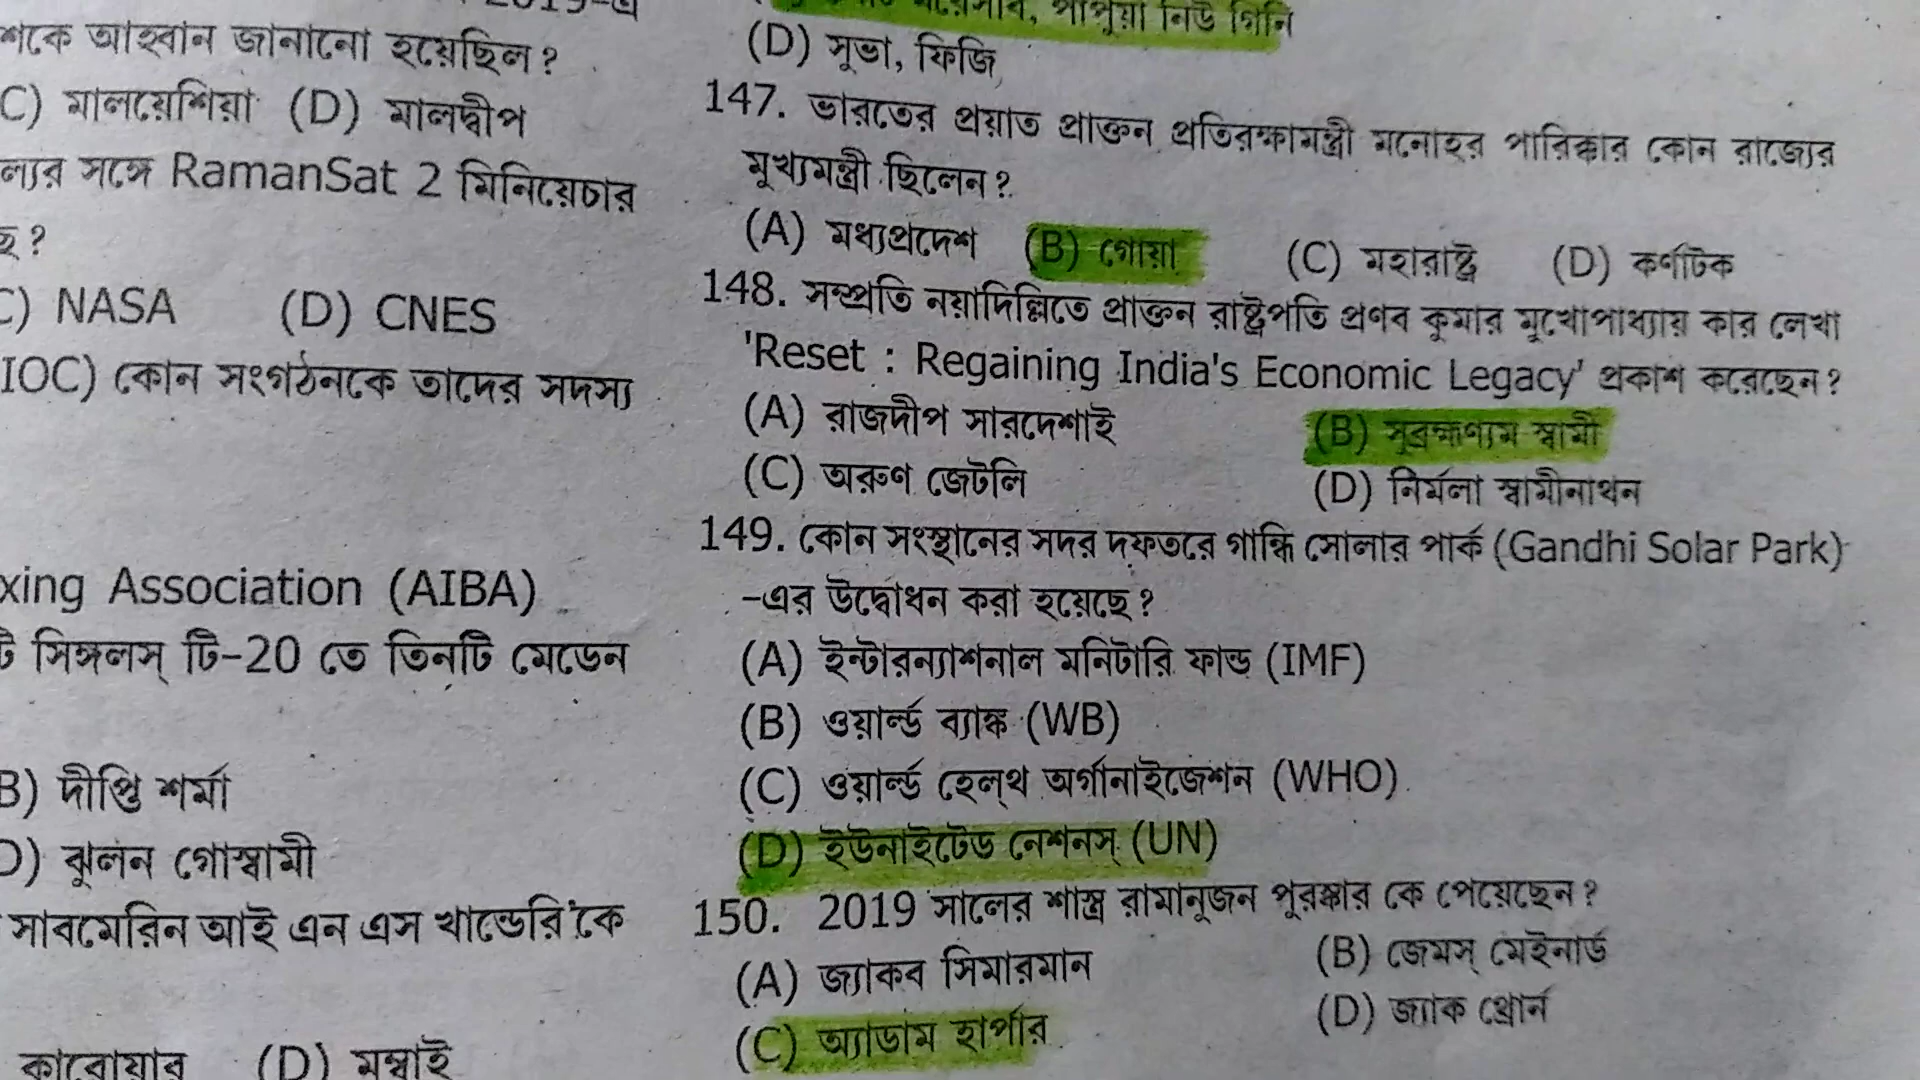 শকে আহ্বান জানানো হয়েছিল?
C) মালয়েশিয়া (D) মালদ্বীপ
ল্যর সঙ্গে RamanSat 2 মিনিয়েচার
ছ?
C) NASA (D) CNES
IOC) কোন সংগঠনকে তাদের সদস্য
xing Association (AIBA)
টি সিঙ্গলস্ টি-20 তে তিনটি মেডেন
B) দীপ্তি শর্মা
D) ঝুলন গোস্বামী
সাবমেরিন আই এন এস খান্ডেরি'কে
কারোয়ার (D) মুম্বাই
পাপুয়া নিউ গিনি
(D) সুভা, ফিজি
147. ভারতের প্রয়াত প্রাক্তন প্রতিরক্ষামন্ত্রী মনোহর পারিক্কার কোন রাজ্যের
মুখ্যমন্ত্রী ছিলেন?
(A) মধ্যপ্রদেশ (B) গোয়া (C) মহারাষ্ট্র (D) কর্ণাটক
148. সম্প্রতি নয়াদিল্লিতে প্রাক্তন রাষ্ট্রপতি প্রণব কুমার মুখোপাধ্যায় কার লেখা
'Reset : Regaining India's Economic Legacy' প্রকাশ করেছেন?
(A) রাজদীপ সারদেশাই (B) সুব্রহ্মণ্যম স্বামী
(C) অরুণ জেটলি (D) নির্মলা স্বামীনাথন
149. কোন সংস্থানের সদর দফতরে গান্ধি সোলার পার্ক (Gandhi Solar Park)
-এর উদ্বোধন করা হয়েছে?
(A) ইন্টারন্যাশনাল মনিটারি ফান্ড (IMF)
(B) ওয়ার্ল্ড ব্যাঙ্ক (WB)
(C) ওয়ার্ল্ড হেল্থ অর্গানাইজেশন (WHO)
(D) ইউনাইটেড নেশনস্ (UN)
150. 2019 সালের শাস্ত্র রামানুজন পুরস্কার কে পেয়েছেন?
(A) জ্যাকব সিমারমান (B) জেমস্ মেইনার্ড
(C) অ্যাডাম হার্পার (D) জ্যাক থ্রোর্ন